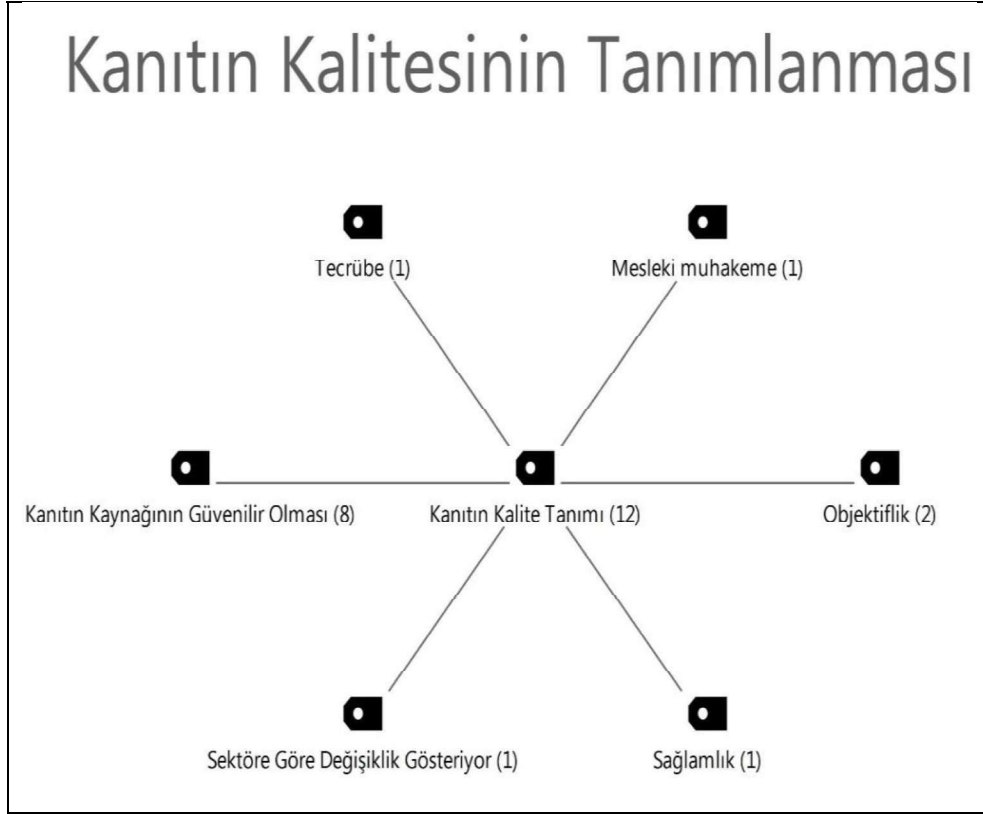 Kanıtın Kalitesinin Tanımlanması
Tecrübe (1)
Mesleki muhakeme (1)
Kanıtın Kaynağının Güvenilir Olması (8)
Kanıtın Kalite Tanımı (12)
Objektiflik (2)
Sektöre Göre Değişiklik Gösteriyor (1)
Sağlamlık (1)